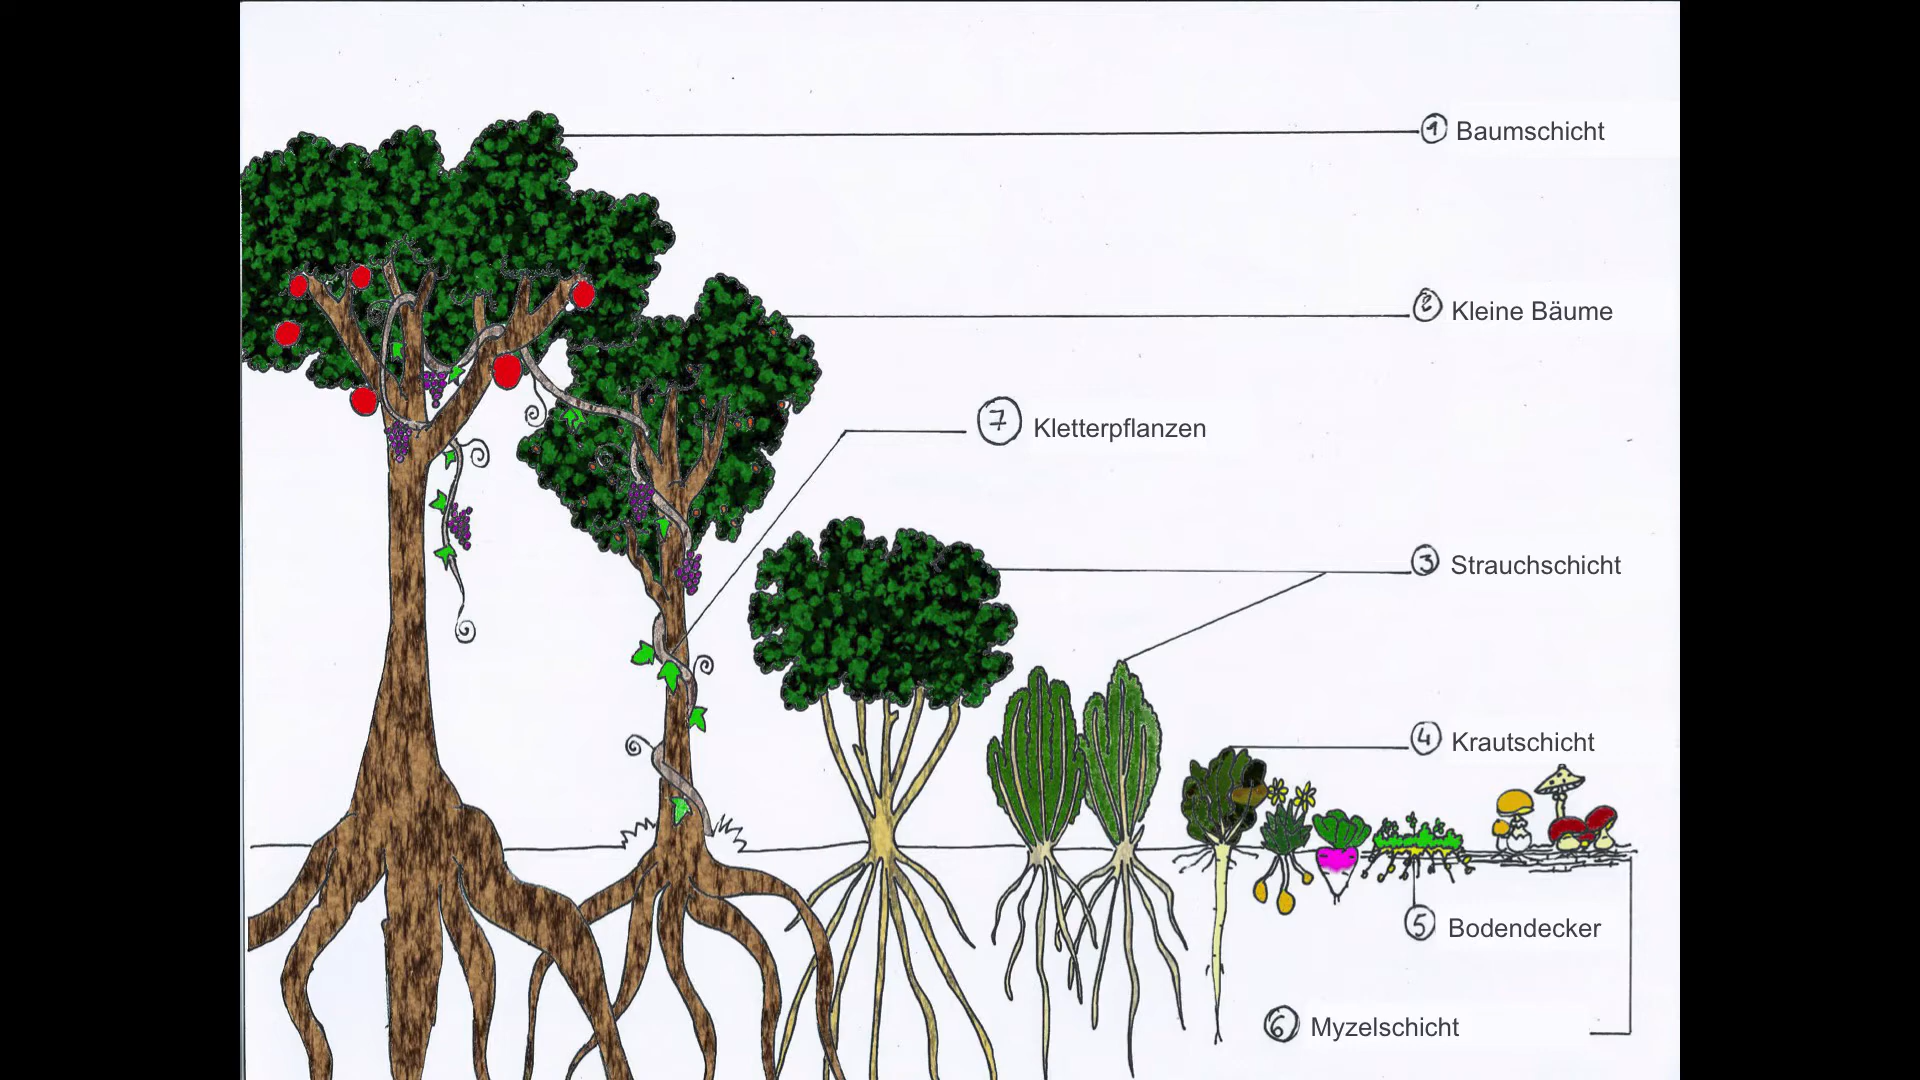 1 Baumschicht
2 Kleine Bäume
7 Kletterpflanzen
3 Strauchschicht
4 Krautschicht
5 Bodendecker
6 Myzelschicht